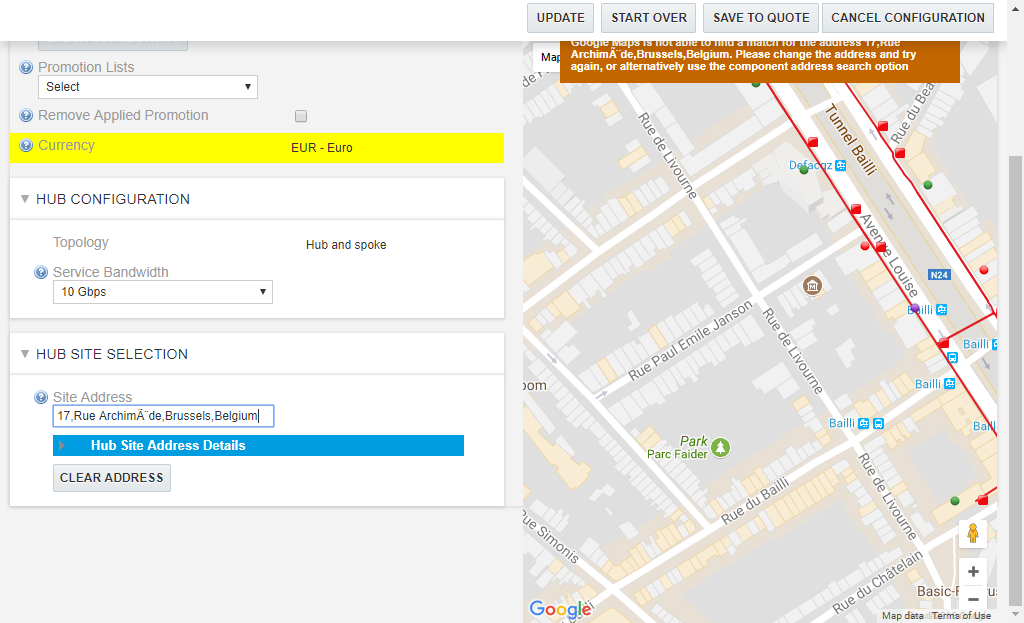 UPDATE
START OVER
SAVE TO QUOTE
CANCEL CONFIGURATION
Promotion Lists
Select
Remove Applied Promotion
Currency
EUR - Euro
HUB CONFIGURATION
Topology
Hub and spoke
Service Bandwidth
10 Gbps
HUB SITE SELECTION
Site Address
17,Rue ArchimÃ¨de,Brussels,Belgium
Hub Site Address Details
CLEAR ADDRESS
Map
Google Maps is not able to find a match for the address 17,Rue
ArchimÃ¨de,Brussels,Belgium. Please change the address and try
again, or alternatively use the component address search option
Rue de Livourne
Tunnel Bailli
Rue du Bea
Defacqz
Avenue Louise
N24
Bailli
Bailli
Rue Paul Emile Janson
Rue de Livourne
Bailli
oom
Bailli
Bail
Park
Parc Faider
Rue du Bailli
Rue de Livourne
Rue Simonis
Rue du Châtelain
Basic-F
Google
Map data
Terms of Use